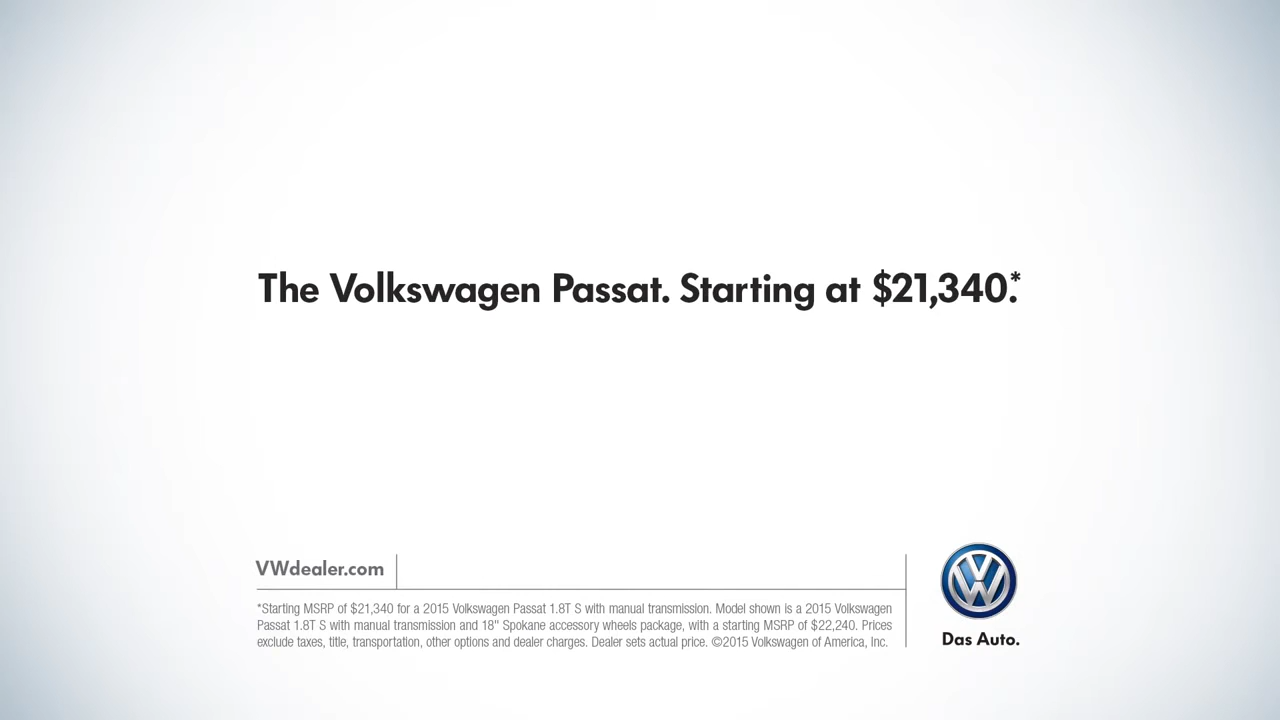 The Volkswagen Passat. Starting at $21,340.*
VWdealer.com
*Starting MSRP of $21,340 for a 2015 Volkswagen Passat 1.8T S with manual transmission. Model shown is a 2015 Volkswagen
Passat 1.8T S with manual transmission and 18" Spokane accessory wheels package, with a starting MSRP of $22,240. Prices
exclude taxes, title, transportation, other options and dealer charges. Dealer sets actual price. ©2015 Volkswagen of America, Inc.
VW
Das Auto.